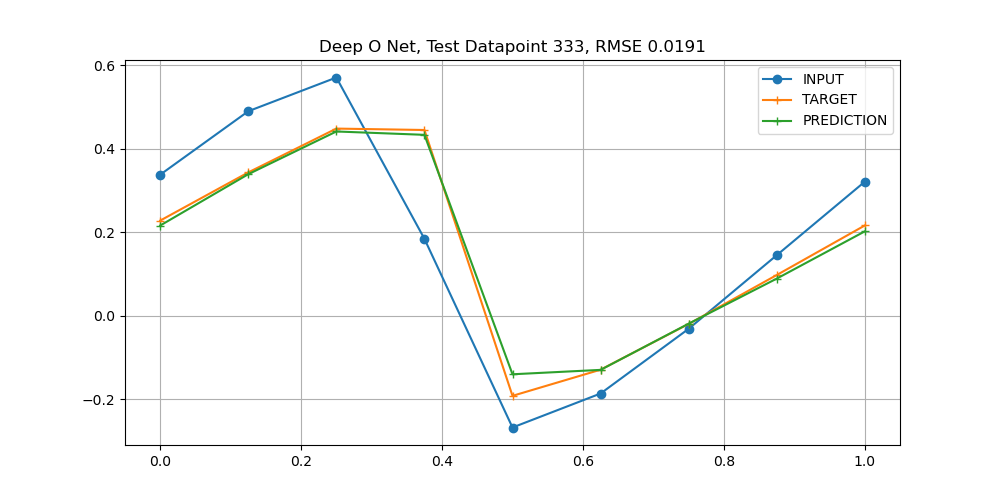 Deep O Net, Test Datapoint 333, RMSE 0.0191
INPUT
TARGET
PREDICTION
0.6
0.4
0.2
0.0
−0.2
0.0 0.2 0.4 0.6 0.8 1.0